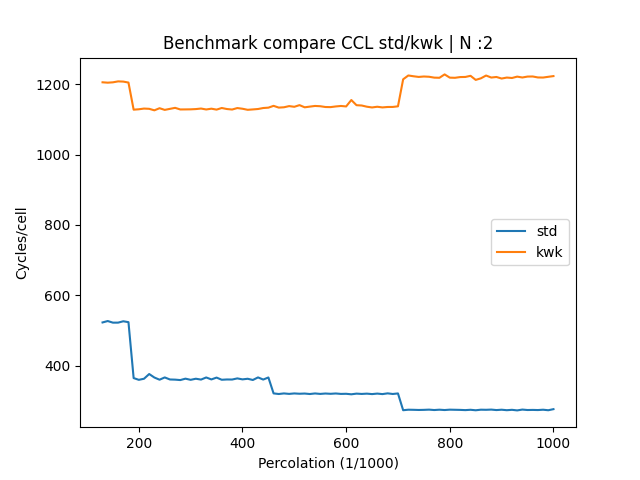 Benchmark compare CCL std/kwk | N :2
Cycles/cell
1200
1000
800
600
400
std
kwk
200
400
600
800
1000
Percolation (1/1000)